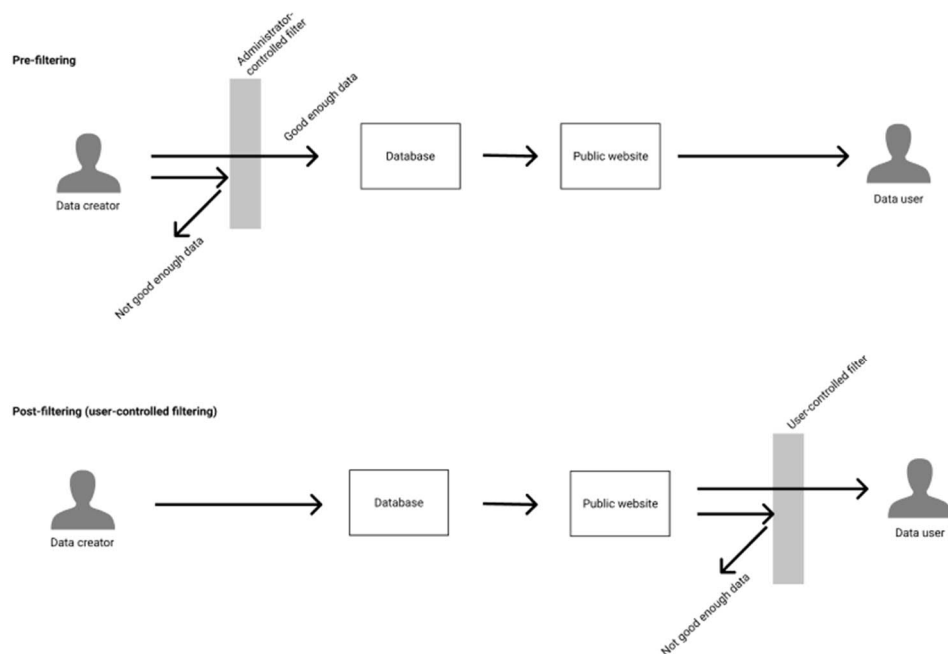 Pre-filtering
Administrator-
controlled filter
Good enough data
Data creator
Database
Public website
Data user
Not good enough data
Post-filtering (user-controlled filtering)
User-controlled filter
Data creator
Database
Public website
Data user
Not good enough data